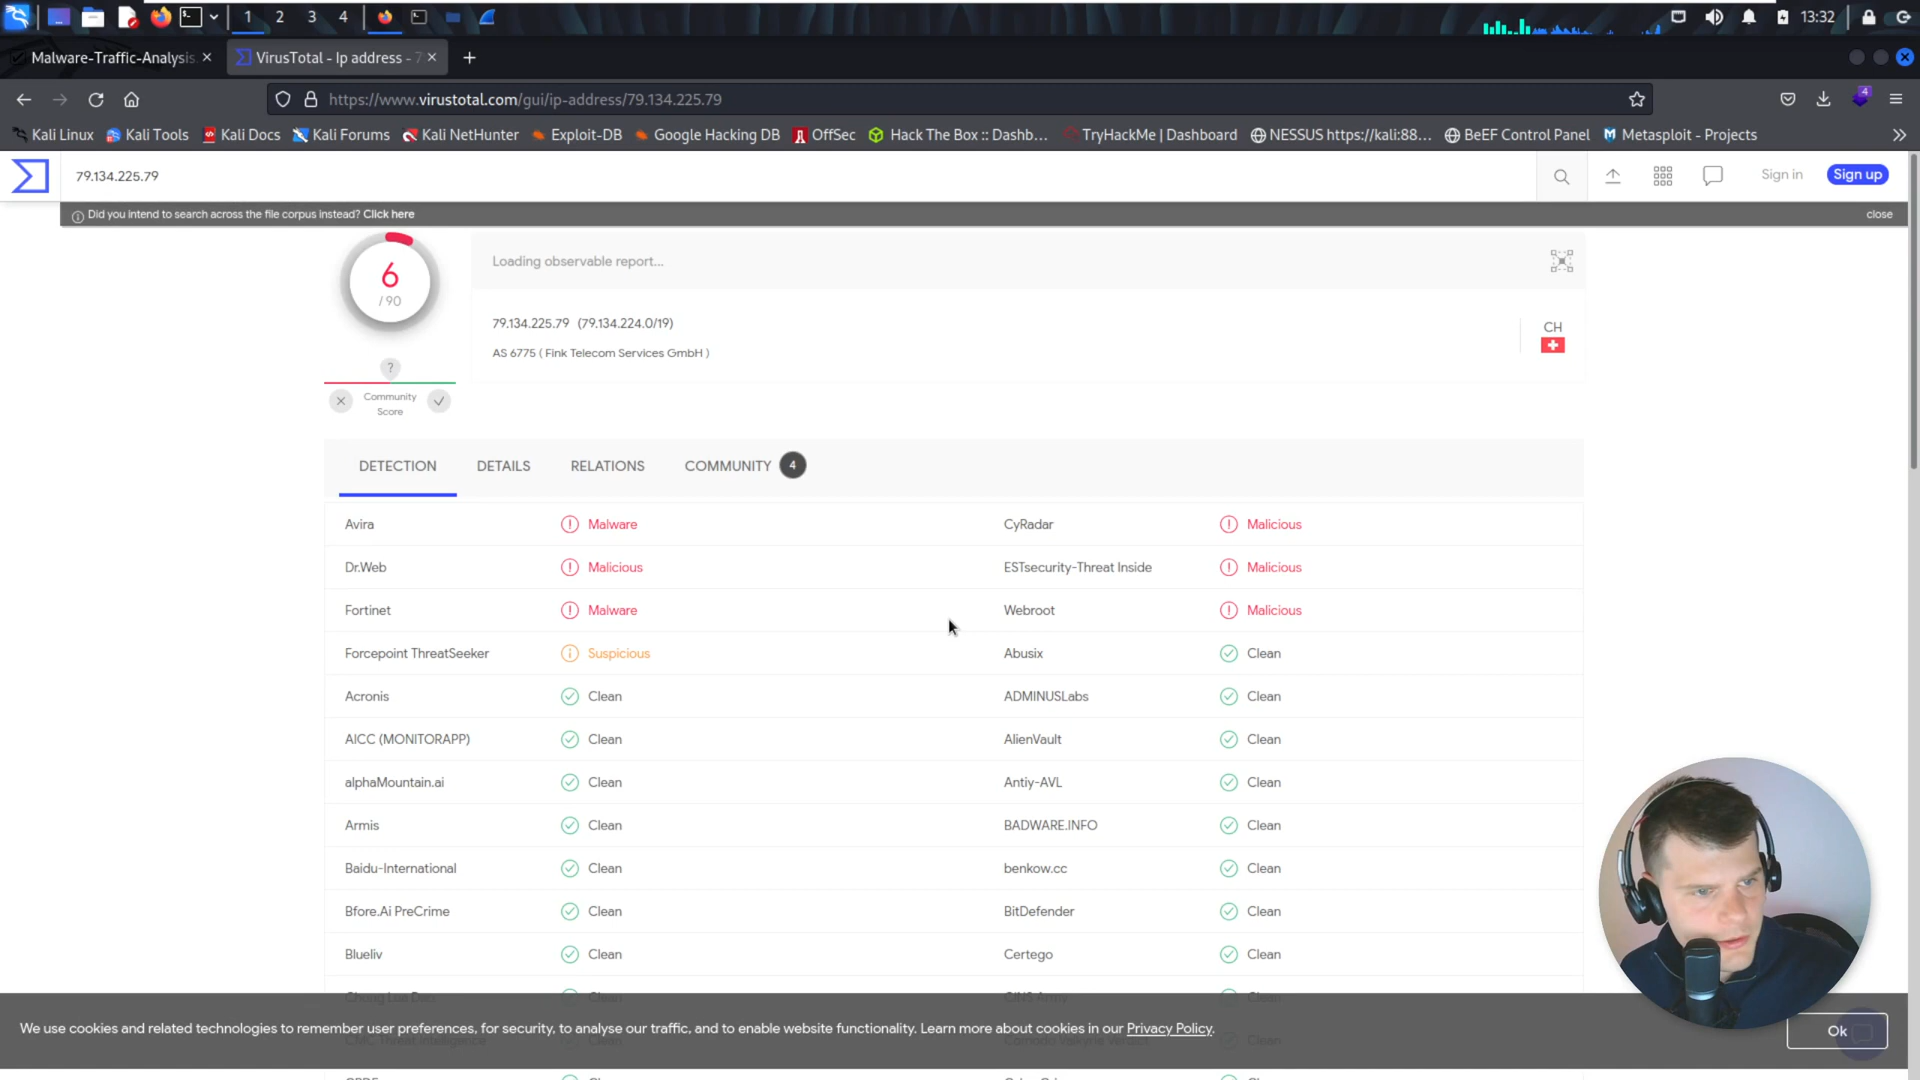 1 2 3 4 13:32
Malware-Traffic-Analysis. VirusTotal - Ip address - 7
https://www.virustotal.com/gui/ip-address/79.134.225.79
4
Kali Linux Kali Tools Kali Docs Kali Forums Kali NetHunter Exploit-DB Google Hacking DB OffSec Hack The Box :: Dashb... TryHackMe | Dashboard NESSUS https://kali:88... BeEF Control Panel Metasploit - Projects
79.134.225.79 Sign in Sign up
Did you intend to search across the file corpus instead? Click here close
6
/ 90
Loading observable report...
79.134.225.79 (79.134.224.0/19)
AS 6775 ( Fink Telecom Services GmbH )
CH
?
Community
Score
DETECTION DETAILS RELATIONS COMMUNITY 4
Avira Malware CyRadar Malicious
Dr.Web Malicious ESTsecurity-Threat Inside Malicious
Fortinet Malware Webroot Malicious
Forcepoint ThreatSeeker Suspicious Abusix Clean
Acronis Clean ADMINUSLabs Clean
AICC (MONITORAPP) Clean AlienVault Clean
alphaMountain.ai Clean Antiy-AVL Clean
Armis Clean BADWARE.INFO Clean
Baidu-International Clean benkow.cc Clean
Bfore.Ai PreCrime Clean BitDefender Clean
Blueliv Clean Certego Clean
Chong Lua Dao Clean CINS Army Clean
We use cookies and related technologies to remember user preferences, for security, to analyse our traffic, and to enable website functionality. Learn more about cookies in our Privacy Policy.
Ok